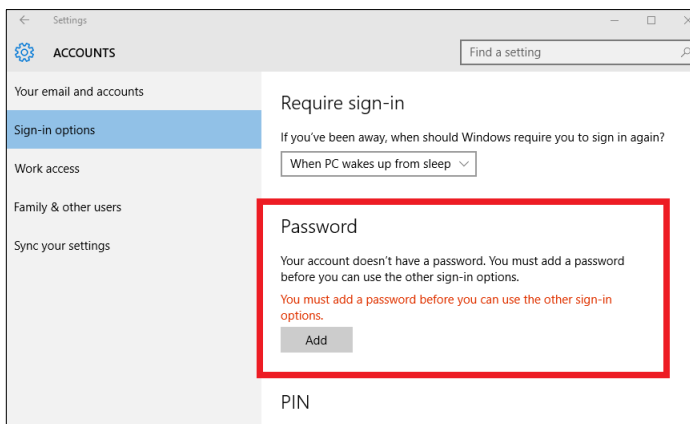 Settings
ACCOUNTS
Find a setting
Your email and accounts
Sign-in options
Work access
Family & other users
Sync your settings
Require sign-in
If you've been away, when should Windows require you to sign in again?
When PC wakes up from sleep
Password
Your account doesn't have a password. You must add a password
before you can use the other sign-in options.
You must add a password before you can use the other sign-in
options.
Add
PIN